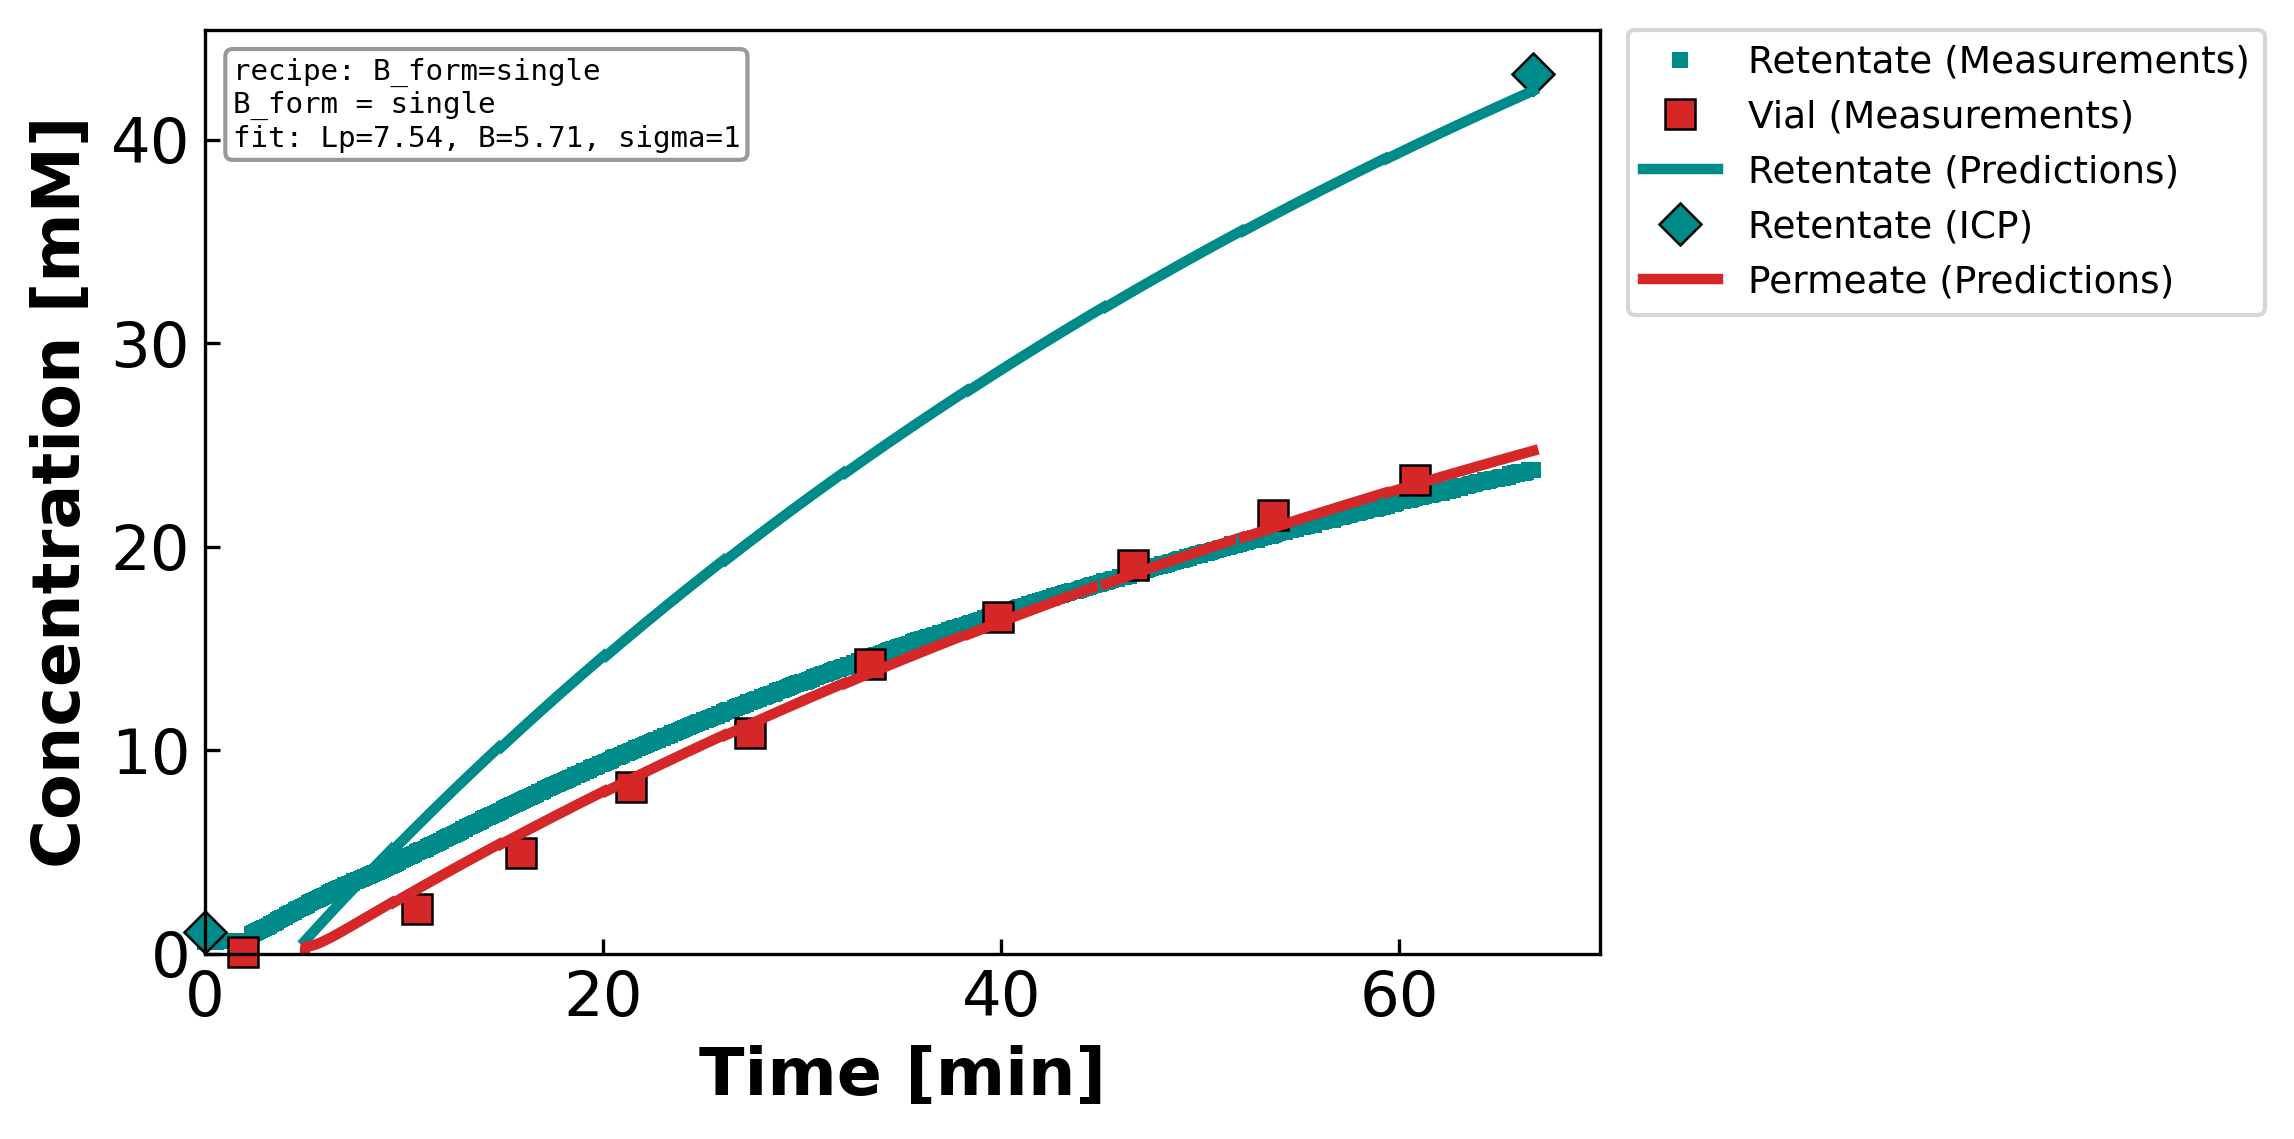 recipe: B_form=single
B_form = single
fit: Lp=7.54, B=5.71, sigma=1
Retentate (Measurements)
Vial (Measurements)
Retentate (Predictions)
Retentate (ICP)
Permeate (Predictions)
Concentration [mM]
40
30
20
10
0
0 20 40 60
Time [min]